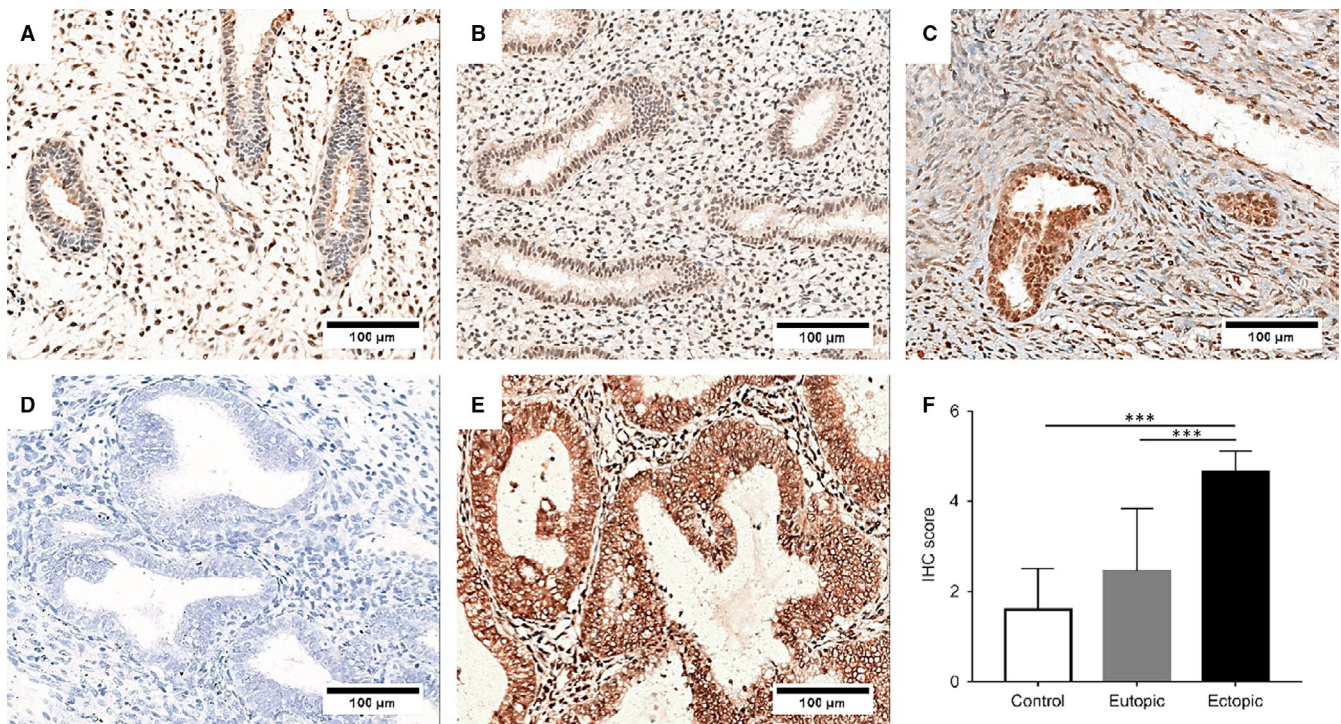 A
100 µm
B
100 µm
C
100 µm
D
100 µm
E
100 µm
F
6
4
2
0
IHC score
***
***
Control
Eutopic
Ectopic